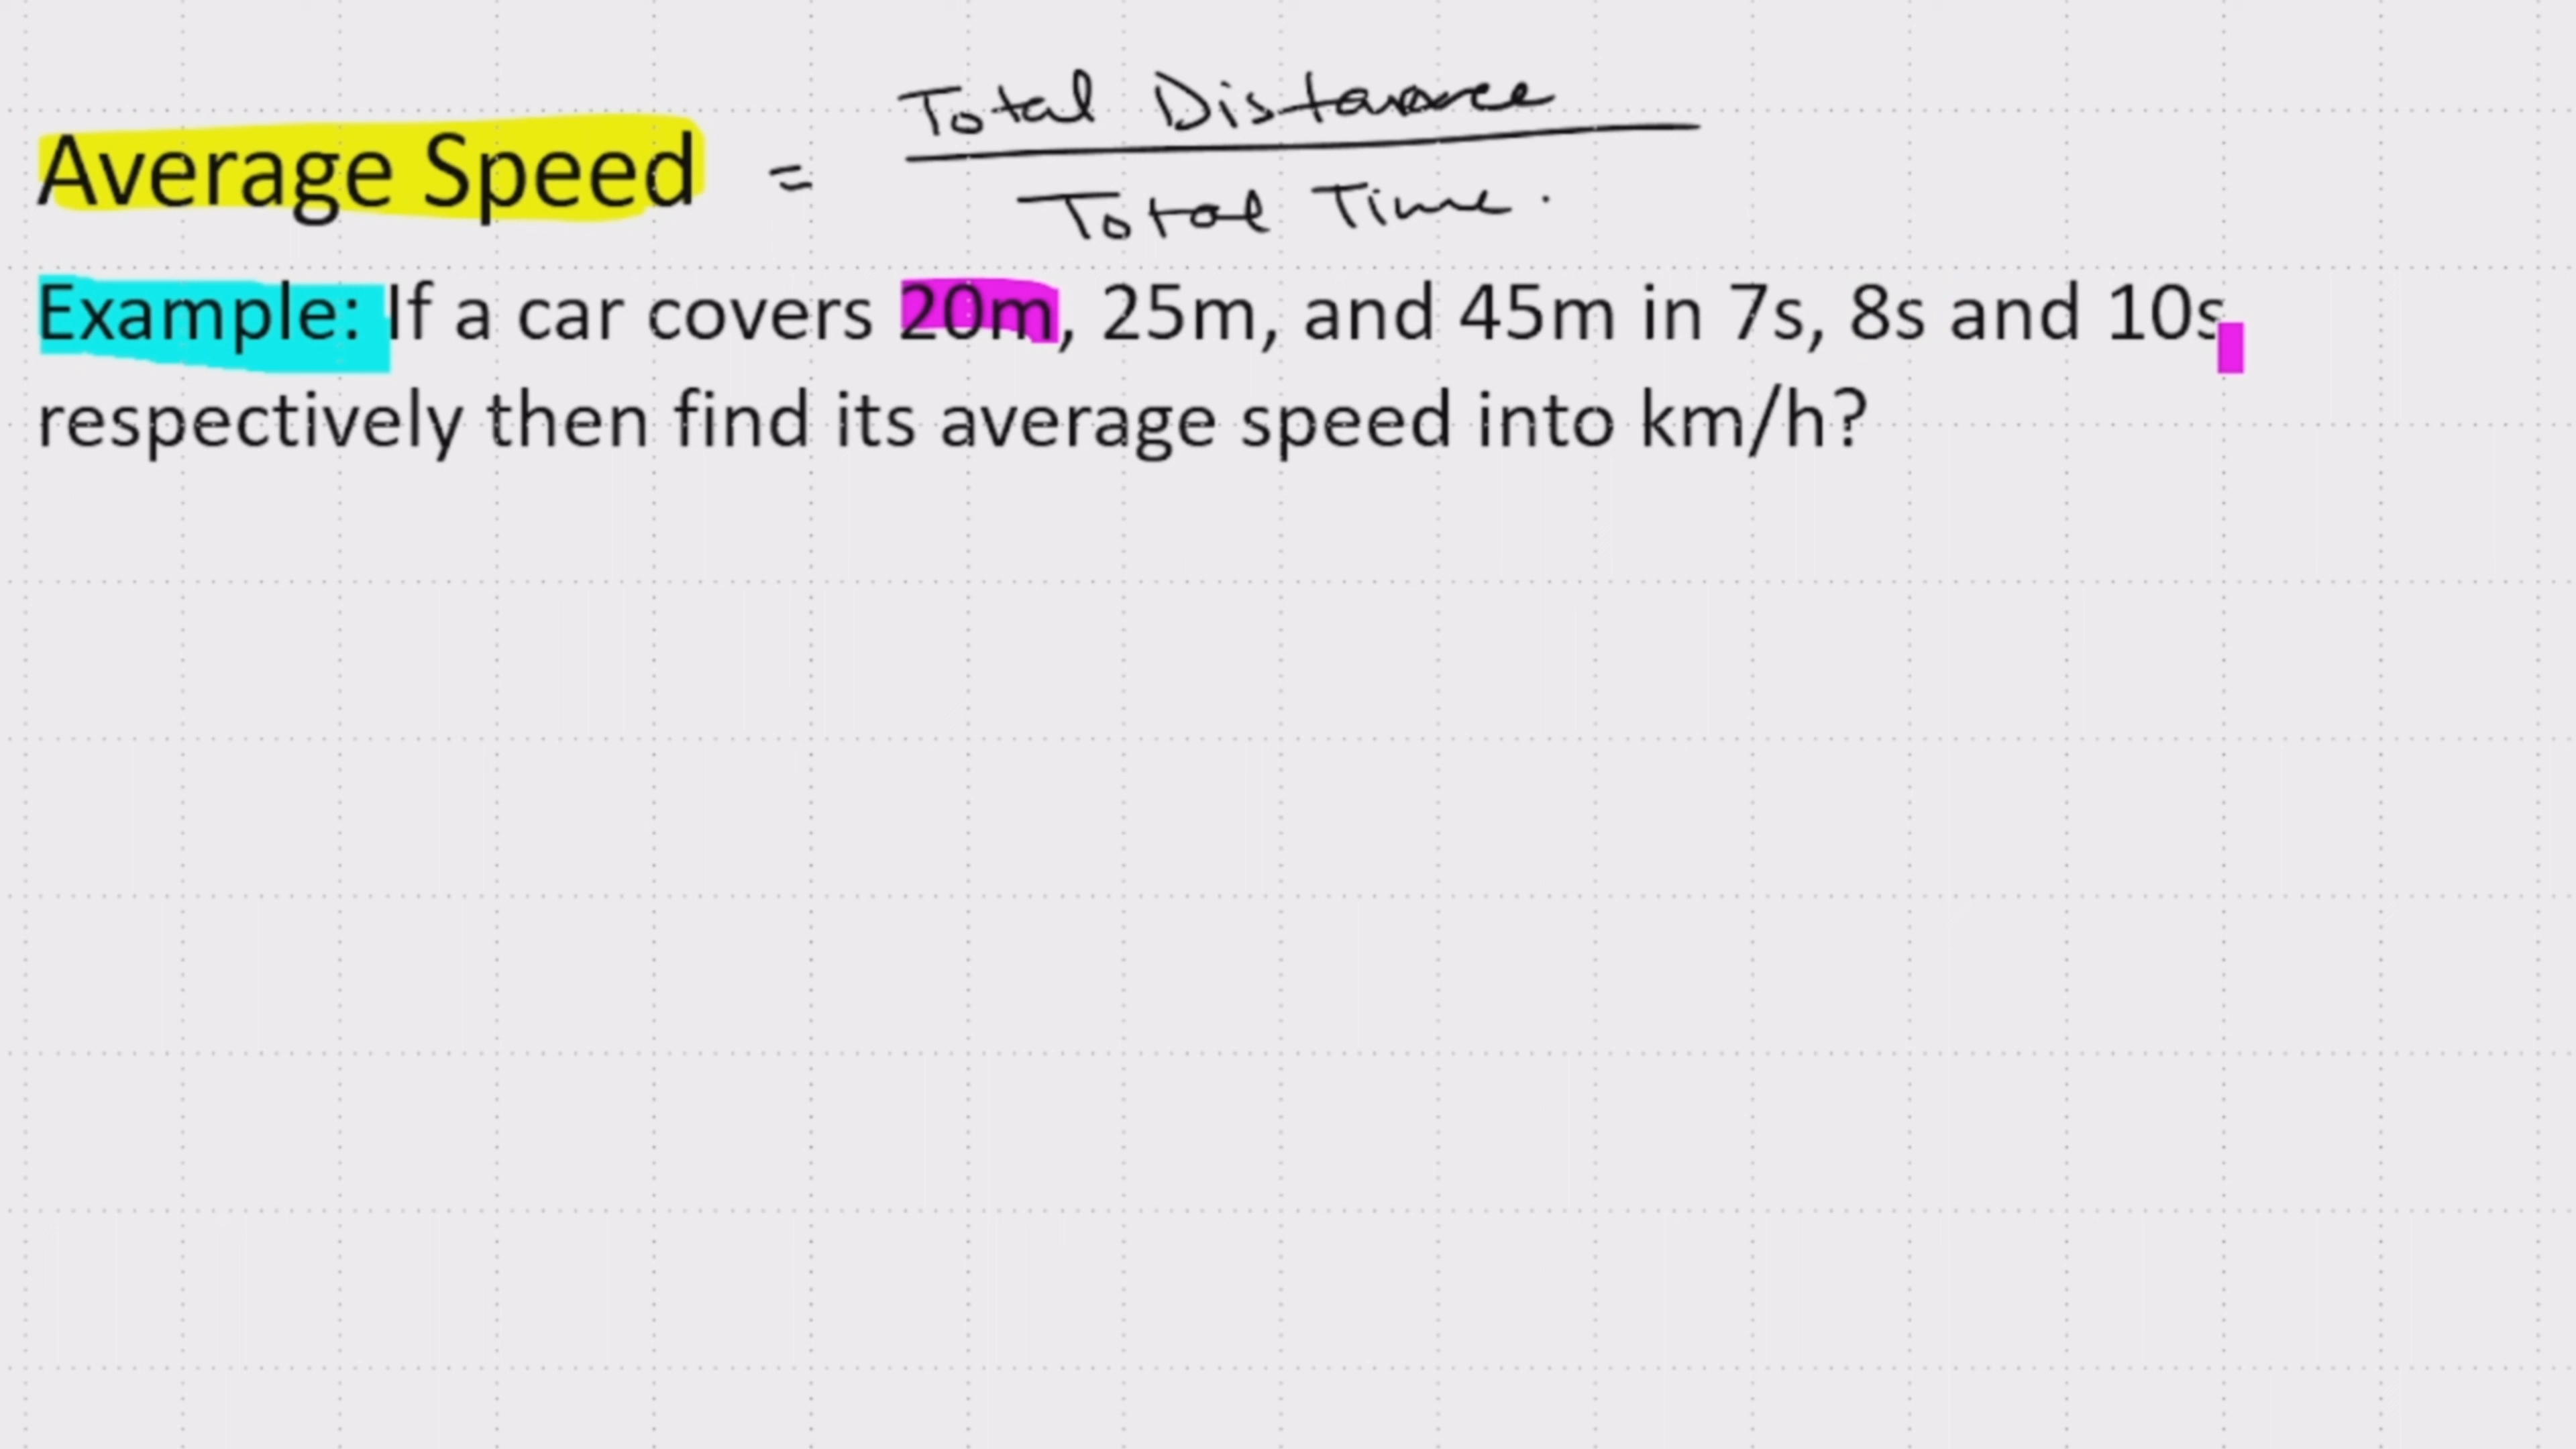 Total Distance
Average Speed =
Total Time.
Example: If a car covers 20m, 25m, and 45m in 7s, 8s and 10s
respectively then find its average speed into km/h?